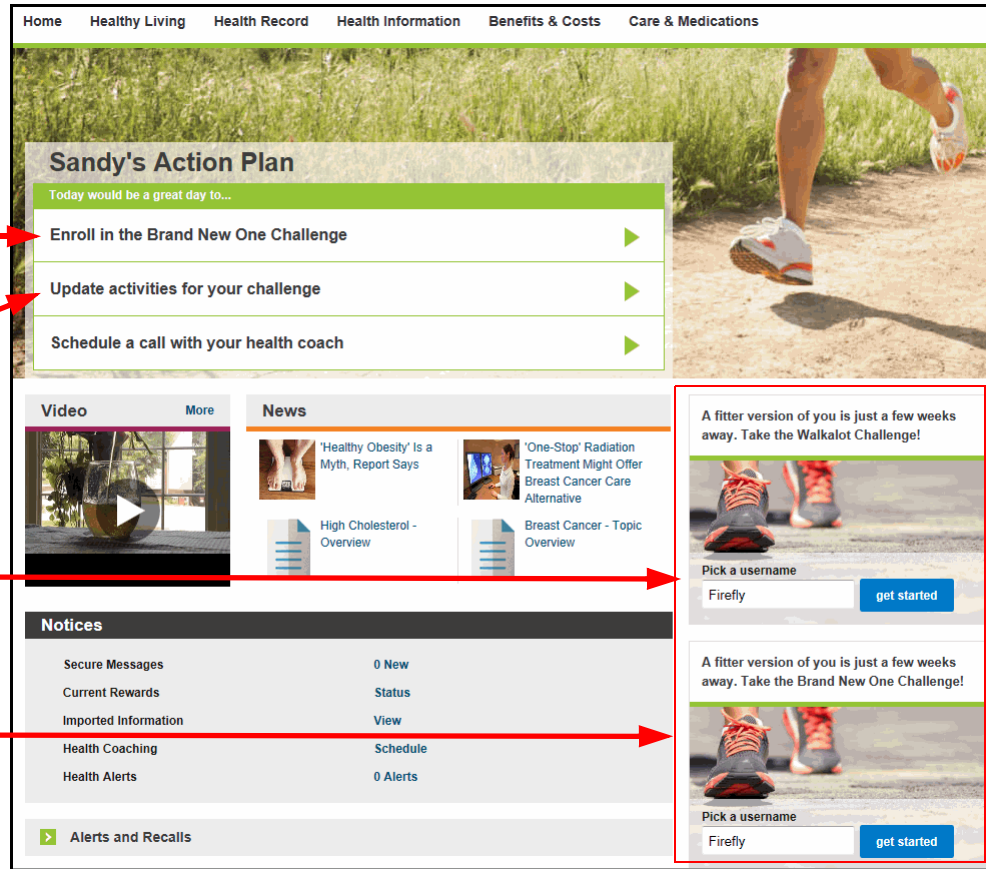 Home Healthy Living Health Record Health Information Benefits & Costs Care & Medications
Sandy's Action Plan
Today would be a great day to...
Enroll in the Brand New One Challenge
Update activities for your challenge
Schedule a call with your health coach
Video More
News
'Healthy Obesity' Is a
Myth, Report Says
'One-Stop' Radiation
Treatment Might Offer
Breast Cancer Care
Alternative
High Cholesterol -
Overview
Breast Cancer - Topic
Overview
A fitter version of you is just a few weeks
away. Take the Walkalot Challenge!
Pick a username
Firefly get started
Notices
Secure Messages 0 New
Current Rewards Status
Imported Information View
Health Coaching Schedule
Health Alerts 0 Alerts
A fitter version of you is just a few weeks
away. Take the Brand New One Challenge!
Pick a username
Firefly get started
Alerts and Recalls